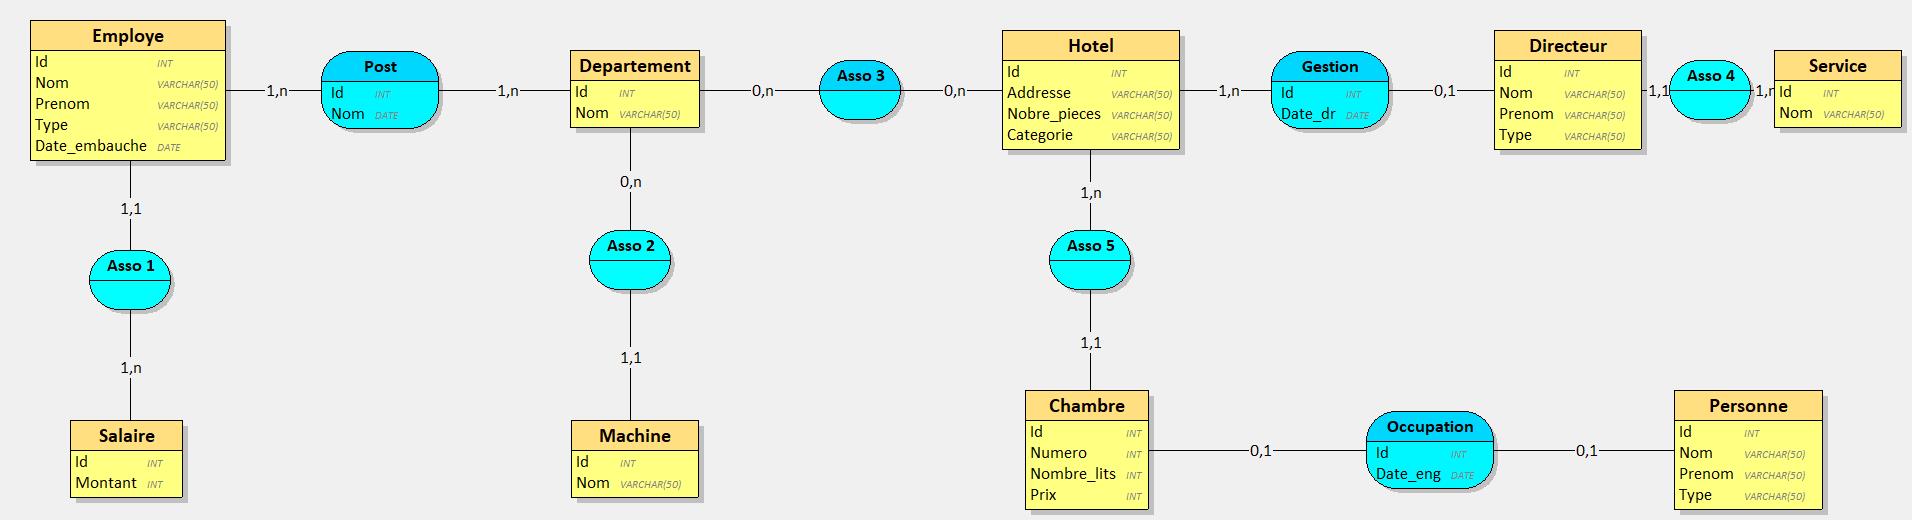 Employe
Id INT
Nom VARCHAR(50)
Prenom VARCHAR(50)
Type VARCHAR(50)
Date_embauche DATE
1,n
Post
Id INT
Nom DATE
1,n
Departement
Id INT
Nom VARCHAR(50)
0,n
Asso 3
0,n
Hotel
Id INT
Addresse VARCHAR(50)
Nobre_pieces VARCHAR(50)
Categorie VARCHAR(50)
1,n
Gestion
Id INT
Date_dr DATE
0,1
Directeur
Id INT
Nom VARCHAR(50)
Prenom VARCHAR(50)
Type VARCHAR(50)
1,1
Asso 4
1,n
Service
Id INT
Nom VARCHAR(50)
1,1
Asso 1
1,n
Salaire
Id INT
Montant INT
0,n
Asso 2
1,1
Machine
Id INT
Nom VARCHAR(50)
1,n
Asso 5
1,1
Chambre
Id INT
Numero INT
Nombre_lits INT
Prix INT
0,1
Occupation
Id INT
Date_eng DATE
0,1
Personne
Id INT
Nom VARCHAR(50)
Prenom VARCHAR(50)
Type VARCHAR(50)